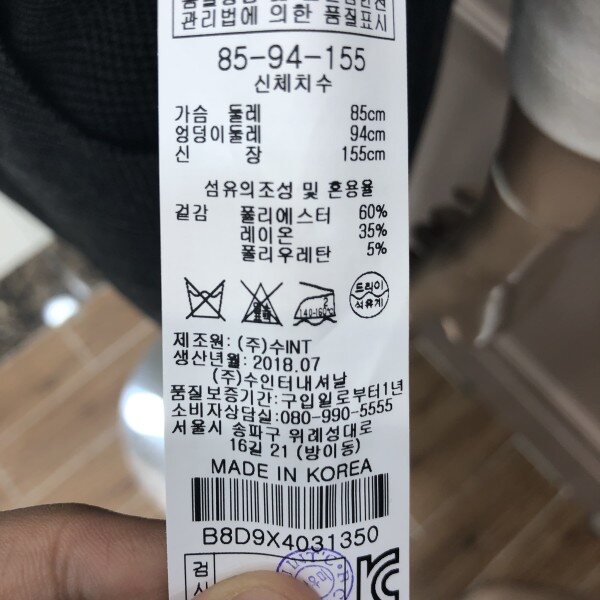 관리법에 의한 품질표시
85-94-155
신체치수
가슴 둘레 85cm
엉덩이둘레 94cm
신 장 155cm
섬유의조성 및 혼용율
겉감 폴리에스터 60%
레이온 35%
폴리우레탄 5%
140-160℃
드라이
석유계
제조원: (주)수INT
생산년월: 2018.07
(주)수인터내셔날
품질보증기간: 구입일로부터1년
소비자상담실: 080-990-5555
서울시 송파구 위례성대로
16길 21 (방이동)
MADE IN KOREA
B8D9X4031350
검